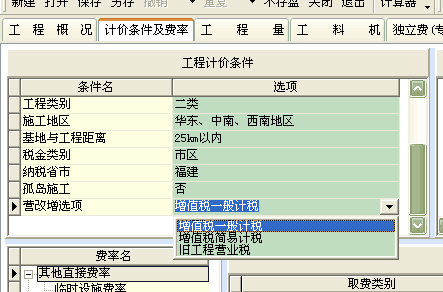 新建 打开 保存 另存 撤销 重复 不存盘 关闭 退出 计算器
工 程 概 况 计价条件及费率 工 程 量 工 料 机 独立费(专
工程计价条件
条件名 选项
工程类别 二类
施工地区 华东、中南、西南地区
基地与工程距离 25km以内
税金类别 市区
纳税省市 福建
孤岛施工 否
营改增选项 增值税一般计税
增值税一般计税
增值税简易计税
旧工程营业税
费率名
取费类别
其他直接费率
临时设施费率